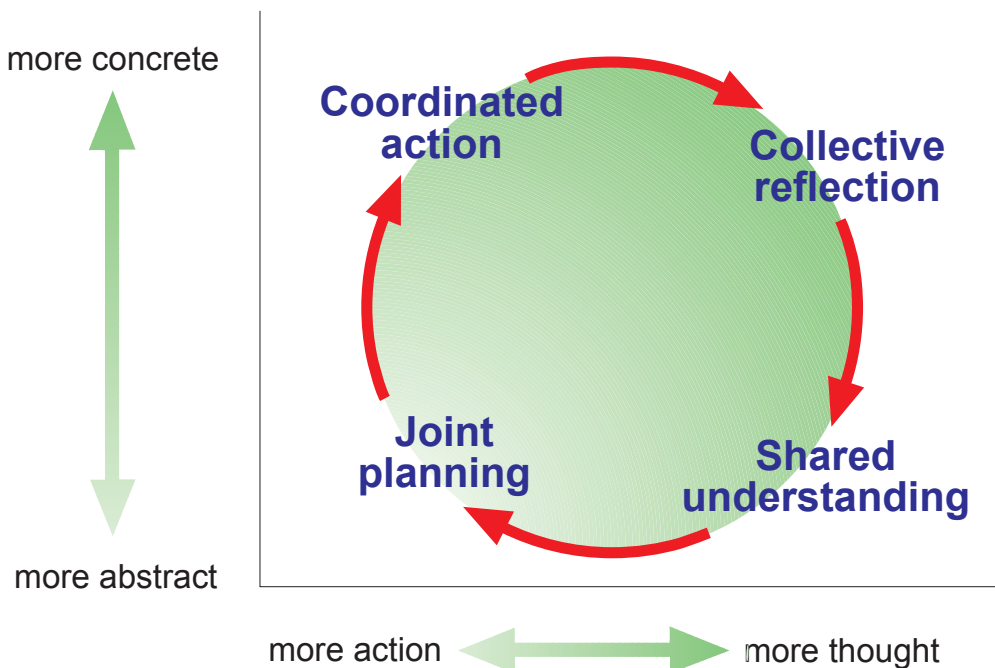 more concrete
Coordinated
action
Collective
reflection
Joint
planning
Shared
understanding
more abstract
more action
more thought